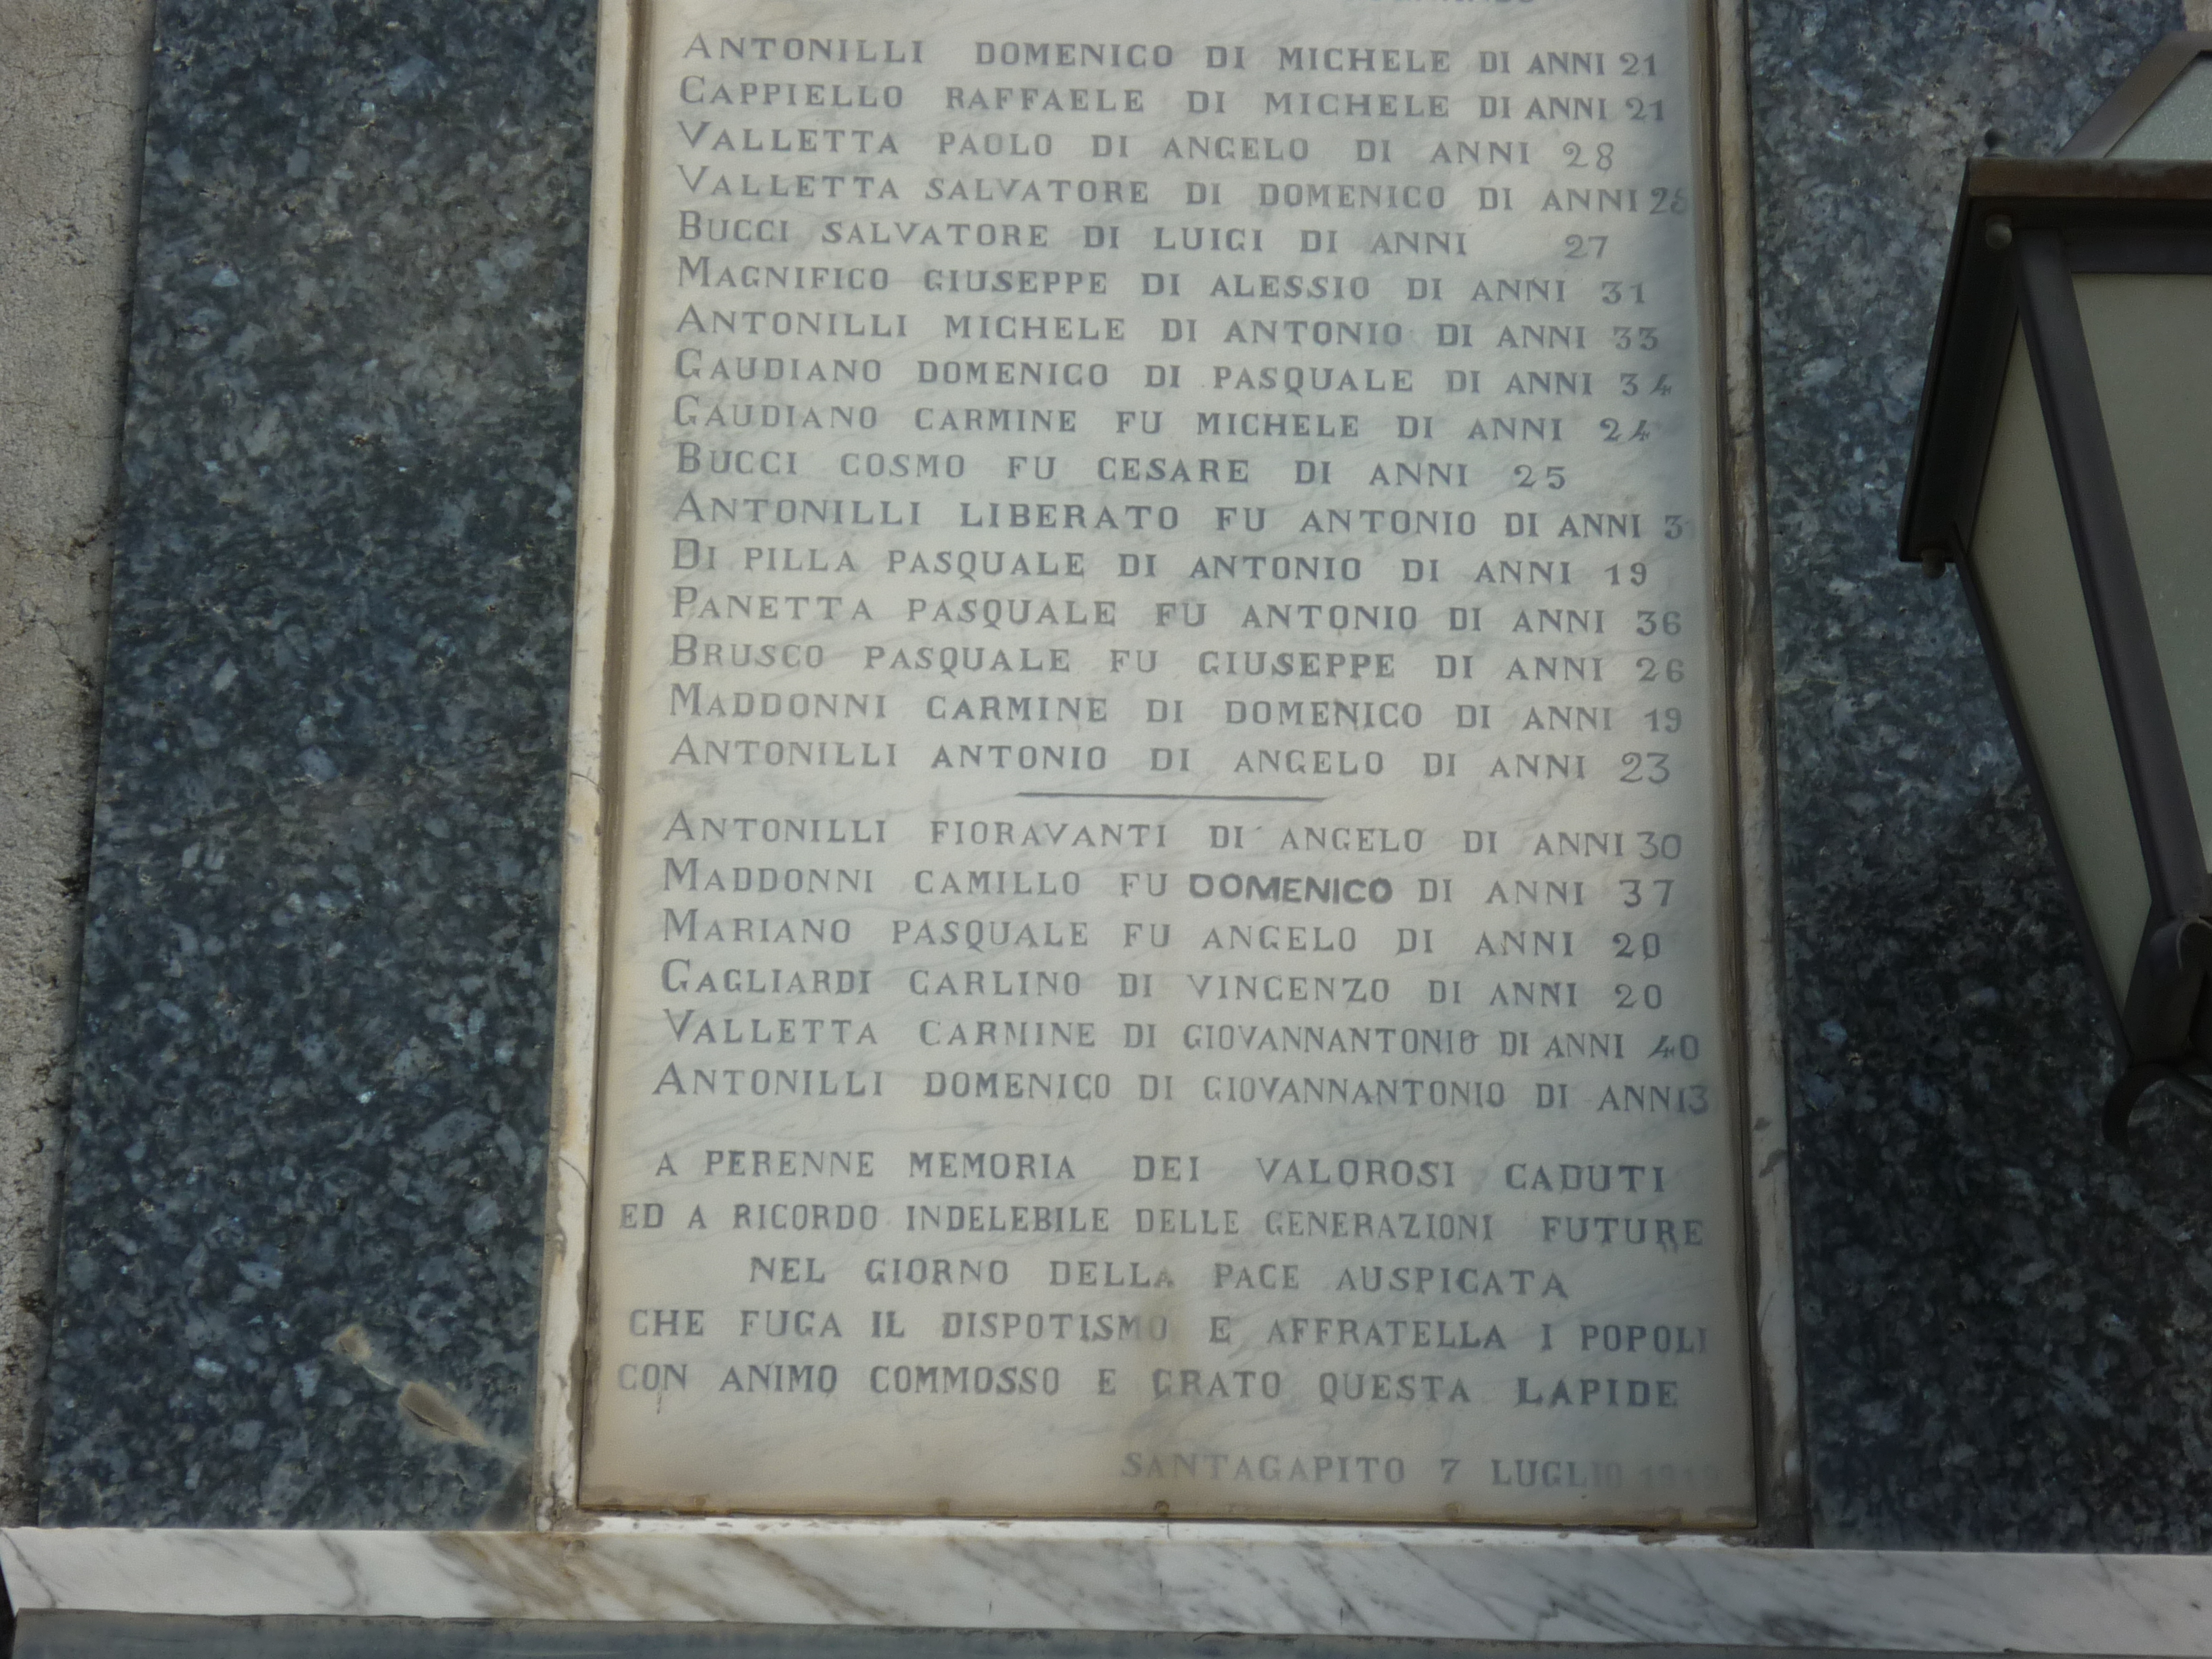 ANTONILLI DOMENICO DI MICHELE DI ANNI 21
CAPPIELLO RAFFAELE DI MICHELE DI ANNI 21
VALLETTA PAOLO DI ANGELO DI ANNI 28
VALLETTA SALVATORE DI DOMENICO DI ANNI
BUCCI SALVATORE DI LUIGI DI ANNI 27
MAGNIFICO GIUSEPPE DI ALESSIO DI ANNI 31
ANTONILLI MICHELE DI ANTONIO DI ANNI 33
GAUDIANO DOMENICO DI PASQUALE DI ANNI 34
GAUDIANO CARMINE FU MICHELE DI ANNI 24
BUCCI COSMO FU CESARE DI ANNI 25
ANTONILLI LIBERATO FU ANTONIO DI ANNI
DI PILLA PASQUALE DI ANTONIO DI ANNI 19
PANETTA PASQUALE FU ANTONIO DI ANNI 36
BRUSCO PASQUALE FU GIUSEPPE DI ANNI 26
MADDONNI CARMINE DI DOMENICO DI ANNI 19
ANTONILLI ANTONIO DI ANGELO DI ANNI 23
ANTONILLI FIORAVANTI DI ANGELO DI ANNI 30
MADDONNI CAMILLO FU DOMENICO DI ANNI 37
MARIANO PASQUALE FU ANGELO DI ANNI 20
GAGLIARDI CARLINO DI VINCENZO DI ANNI 20
VALLETTA CARMINE DI GIOVANNANTONIO DI ANNI 40
ANTONILLI DOMENICO DI GIOVANNANTONIO DI ANNI
A PERENNE MEMORIA DEI VALOROSI CADUTI
ED A RICORDO INDELEBILE DELLE GENERAZIONI FUTURE
NEL GIORNO DELLA PACE AUSPICATA
CHE FUGA IL DISPOTISMO E AFFRATELLA I POPOLI
CON ANIMO COMMOSSO E GRATO QUESTA LAPIDE
SANTAGAPITO 7 LUGLIO